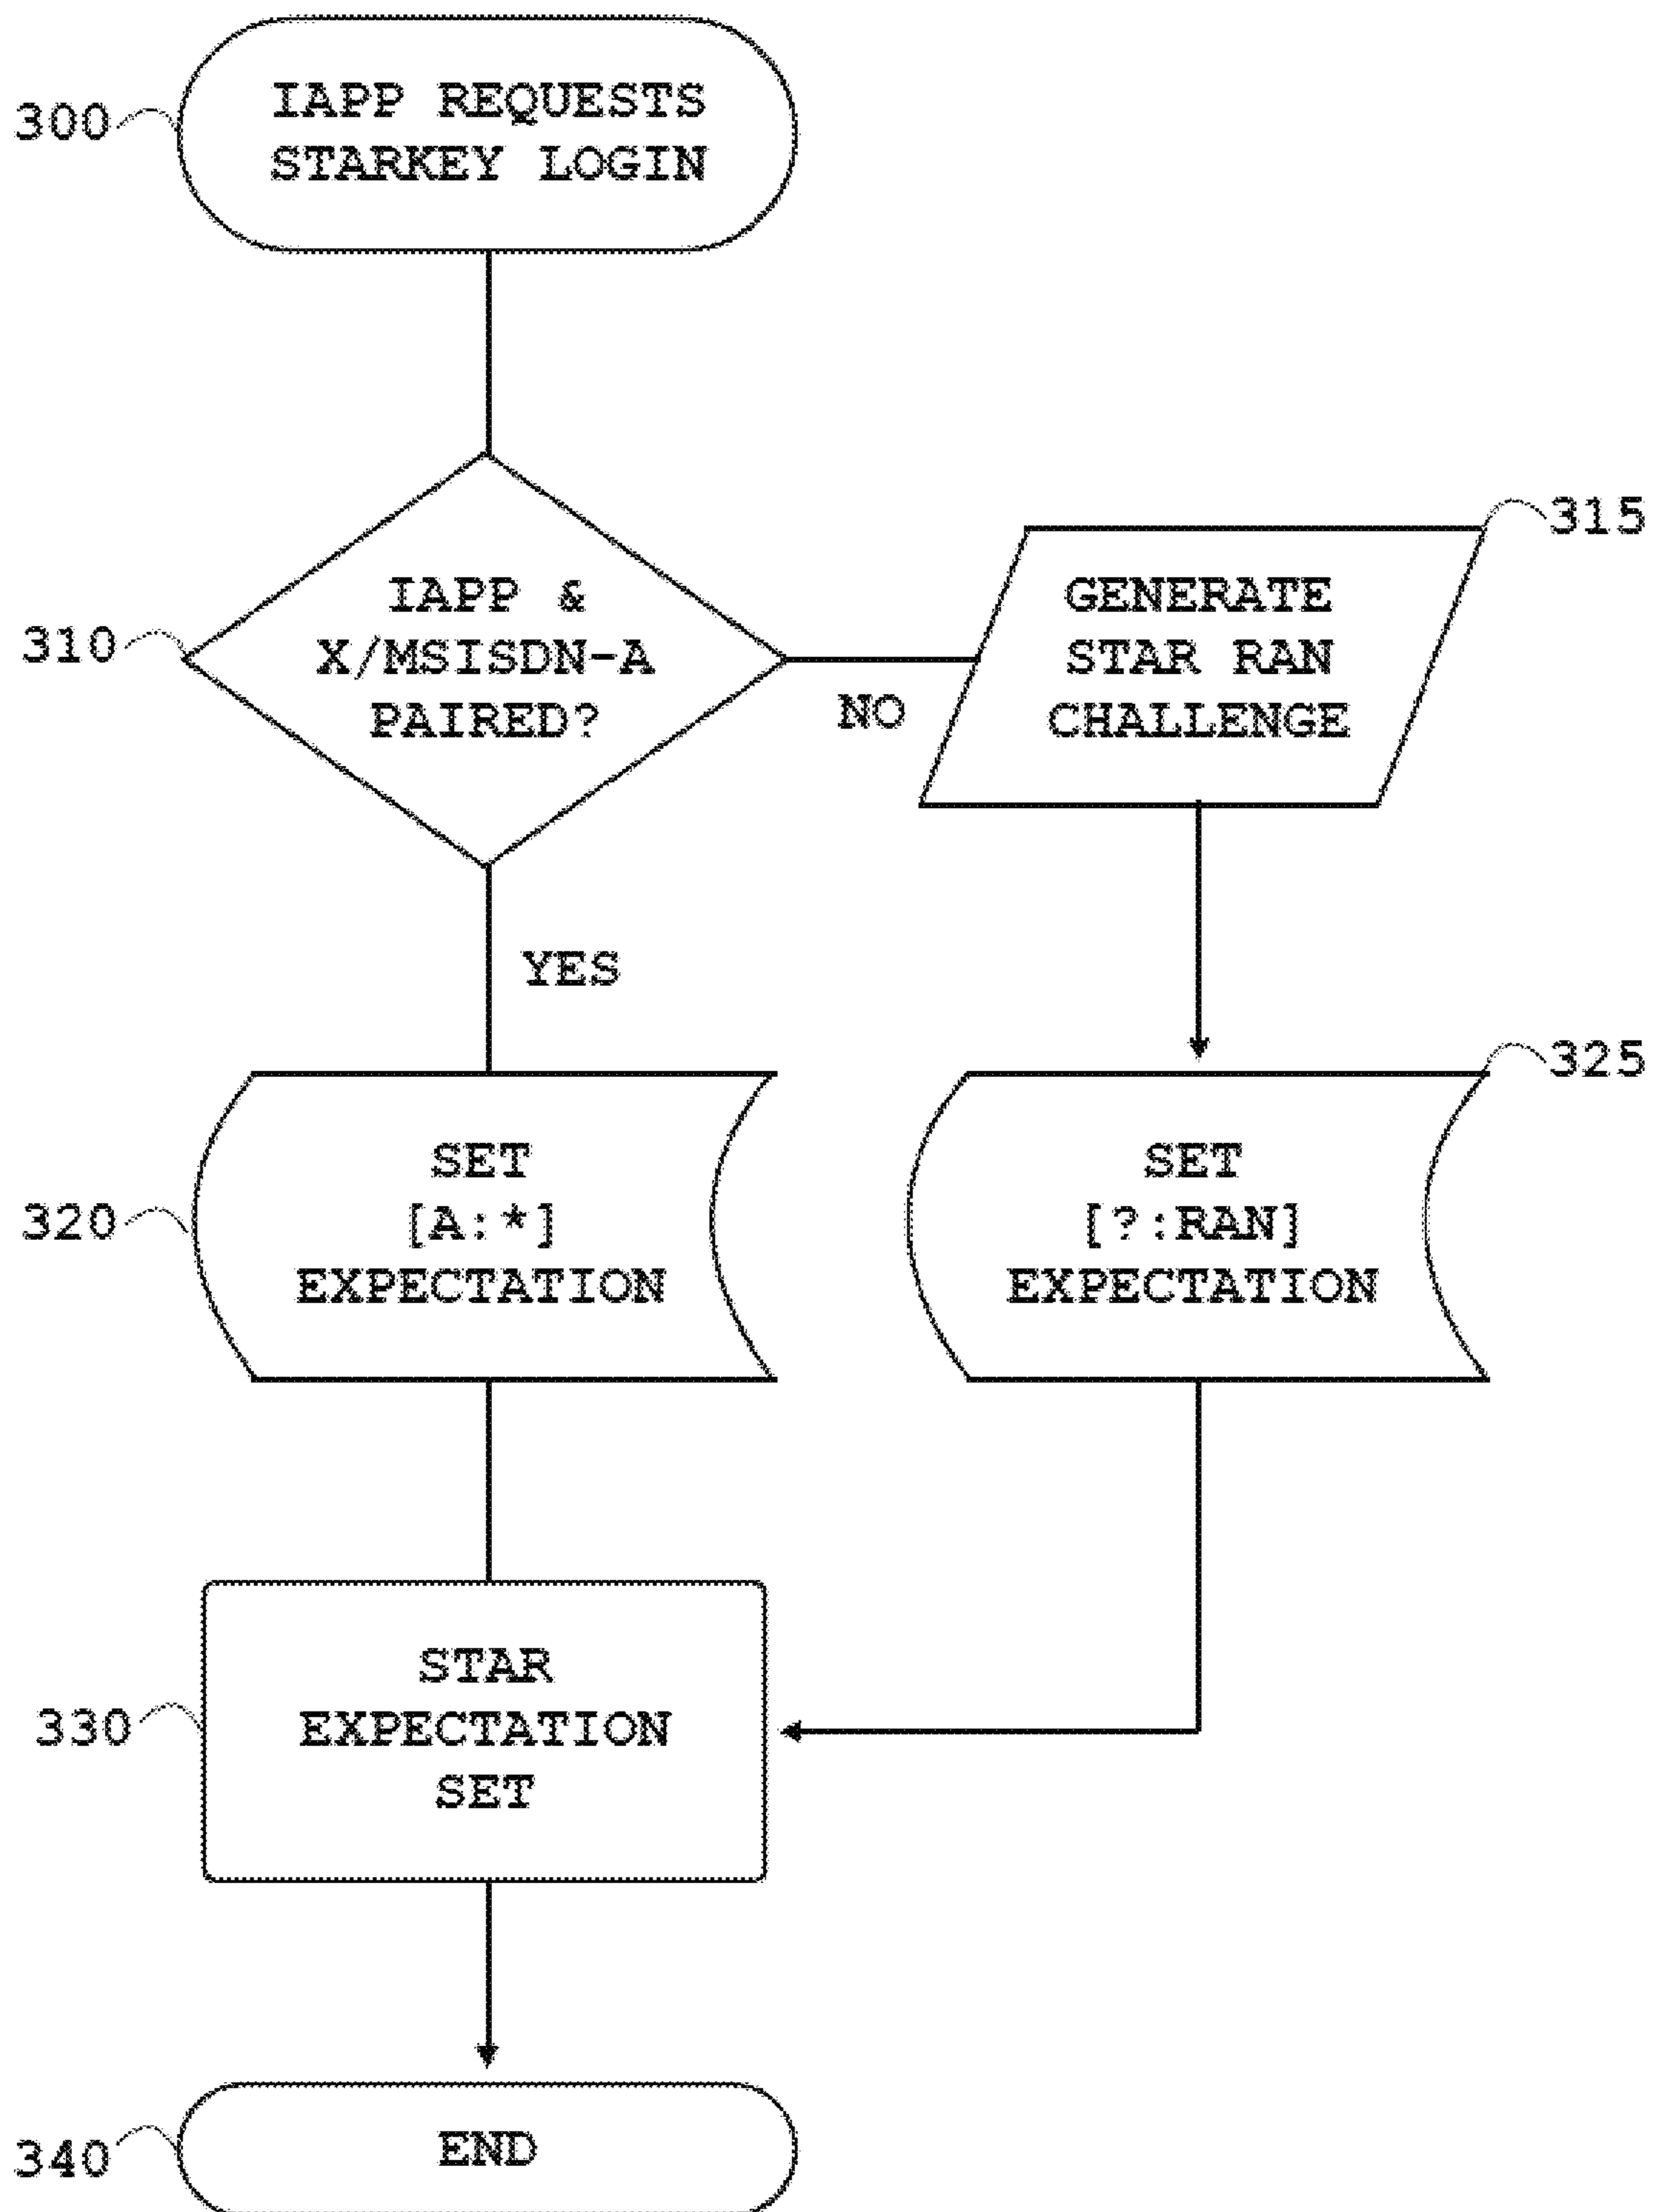 300
IAPP REQUESTS
STARKEY LOGIN
310
IAPP &
X/MSISDN-A
PAIRED?
NO
315
GENERATE
STAR RAN
CHALLENGE
YES
320
SET
[A:*]
EXPECTATION
325
SET
[?:RAN]
EXPECTATION
330
STAR
EXPECTATION
SET
340
END